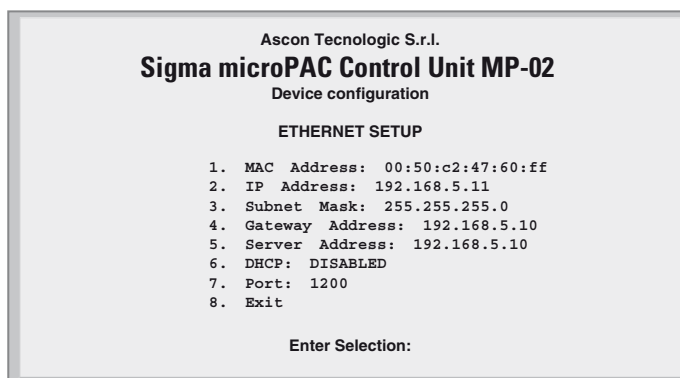 Ascon Tecnologic S.r.l.
Sigma microPAC Control Unit MP-02
Device configuration
ETHERNET SETUP
1. MAC Address: 00:50:c2:47:60:ff
2. IP Address: 192.168.5.11
3. Subnet Mask: 255.255.255.0
4. Gateway Address: 192.168.5.10
5. Server Address: 192.168.5.10
6. DHCP: DISABLED
7. Port: 1200
8. Exit
Enter Selection: